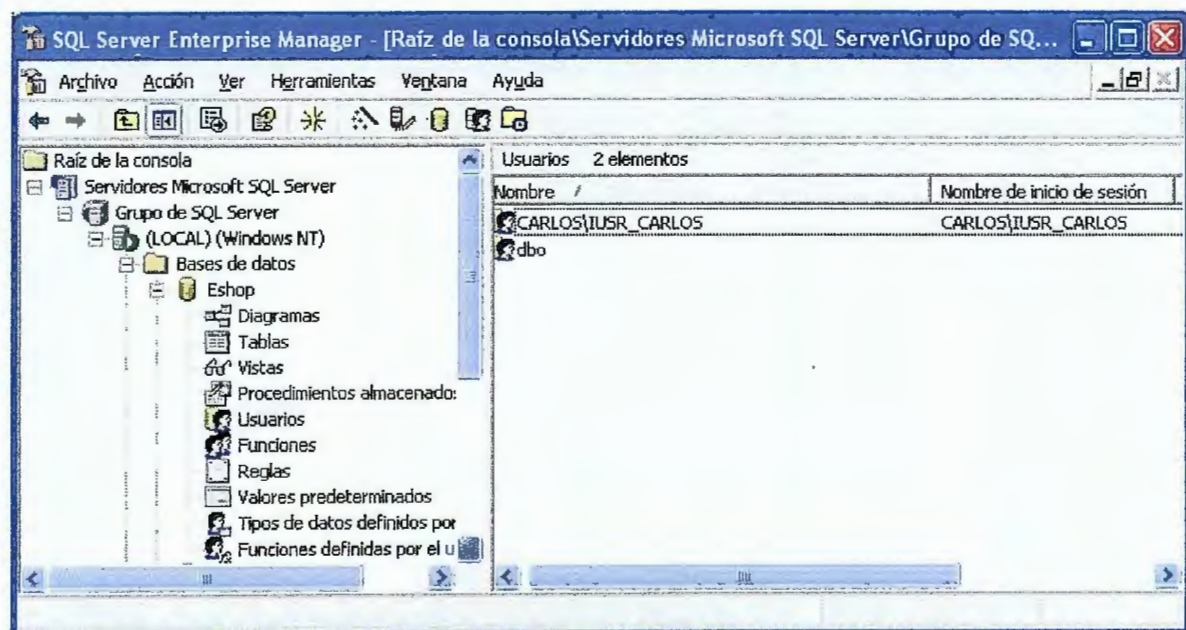 SQL Server Enterprise Manager - [Raíz de la consola\Servidores Microsoft SQL Server\Grupo de SQ...
Archivo Acción Ver Herramientas Ventana Ayuda
Raíz de la consola
Servidores Microsoft SQL Server
Grupo de SQL Server
(LOCAL) (Windows NT)
Bases de datos
Eshop
Diagramas
Tablas
Vistas
Procedimientos almacenado:
Usuarios
Funciones
Reglas
Valores predeterminados
Tipos de datos definidos por
Funciones definidas por el u
Usuarios 2 elementos
Nombre / Nombre de inicio de sesión
CARLOS\IUSR_CARLOS CARLOS\IUSR_CARLOS
dbo